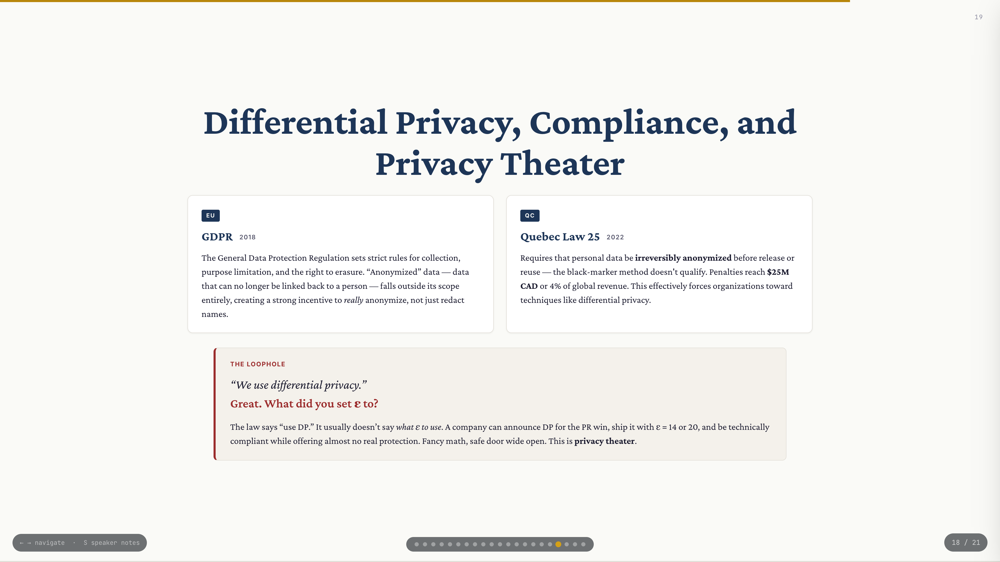 19
Differential Privacy, Compliance, and
Privacy Theater
EU
GDPR 2018
The General Data Protection Regulation sets strict rules for collection,
purpose limitation, and the right to erasure. “Anonymized” data — data
that can no longer be linked back to a person — falls outside its scope
entirely, creating a strong incentive to really anonymize, not just redact
names.
QC
Quebec Law 25 2022
Requires that personal data be irreversibly anonymized before release or
reuse — the black-marker method doesn't qualify. Penalties reach $25M
CAD or 4% of global revenue. This effectively forces organizations toward
techniques like differential privacy.
THE LOOPHOLE
“We use differential privacy.”
Great. What did you set ε to?
The law says “use DP.” It usually doesn’t say what ε to use. A company can announce DP for the PR win, ship it with ε = 14 or 20, and be technically
compliant while offering almost no real protection. Fancy math, safe door wide open. This is privacy theater.
← → navigate · S speaker notes
18 / 21